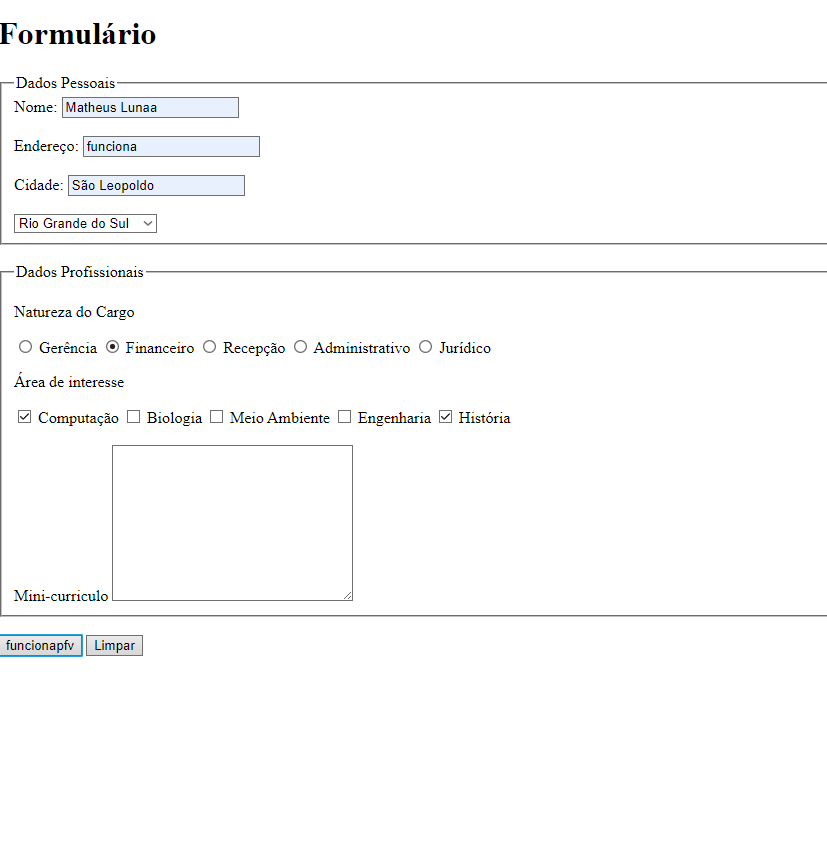 Formulário
Dados Pessoais
Nome: Matheus Lunaa
Endereço: funciona
Cidade: São Leopoldo
Rio Grande do Sul
Dados Profissionais
Natureza do Cargo
Gerência Financeiro Recepção Administrativo Jurídico
Área de interesse
Computação Biologia Meio Ambiente Engenharia História
Mini-curriculo
funcionapfv Limpar